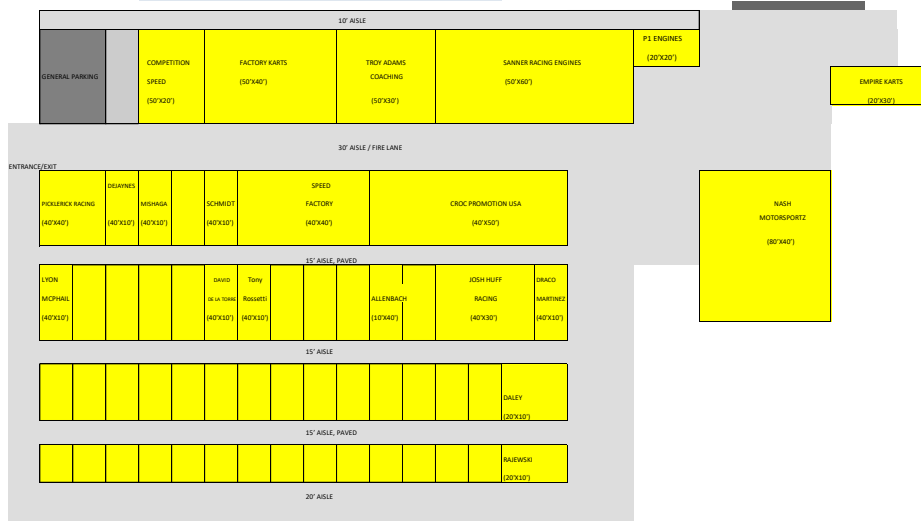 10' AISLE
GENERAL PARKING
COMPETITION
SPEED
(50'X20')
FACTORY KARTS
(50'X40')
TROY ADAMS
COACHING
(50'X30')
SANNER RACING ENGINES
(50'X60')
P1 ENGINES
(20'X20')
EMPIRE KARTS
(20'X30')
30' AISLE / FIRE LANE
ENTRANCE/EXIT
PICKLERICK RACING
(40'X40')
DEJAYNES
(40'X10')
MISHAGA
(40'X10')
SCHMIDT
(40'X10')
SPEED
FACTORY
(40'X40')
CROC PROMOTION USA
(40'X50')
NASH
MOTORSPORTZ
(80'X40')
15' AISLE, PAVED
LYON
MCPHAIL
(40'X10')
DAVID
DE LA TORRE
(40'X10')
Tony
Rossetti
(40'X10')
ALLENBACH
(10'X40')
JOSH HUFF
RACING
(40'X30')
DRACO
MARTINEZ
(40'X10')
15' AISLE
DALEY
(20'X10')
15' AISLE, PAVED
RAJEWSKI
(20'X10')
20' AISLE